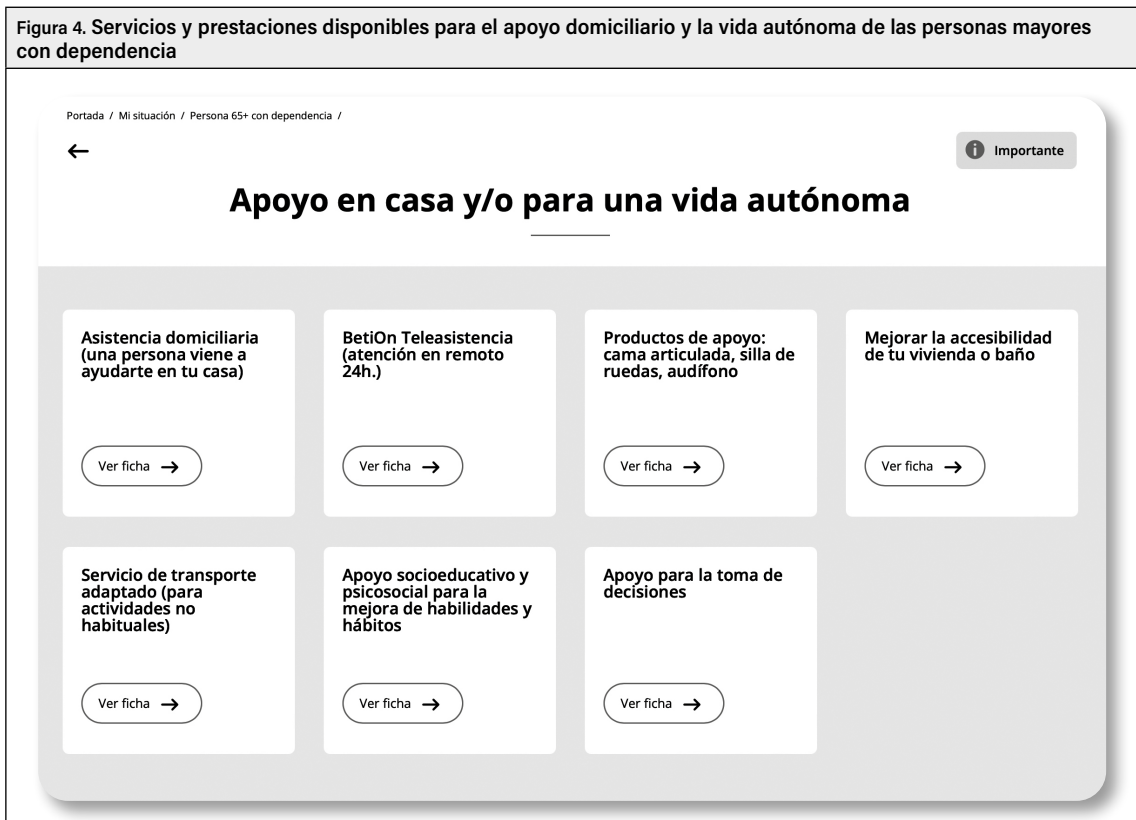 Figura 4. Servicios y prestaciones disponibles para el apoyo domiciliario y la vida autónoma de las personas mayores
con dependencia
Portada / Mi situación / Persona 65+ con dependencia /
Importante
Apoyo en casa y/o para una vida autónoma
Asistencia domiciliaria
(una persona viene a
ayudarte en tu casa)
Ver ficha
BetiOn Teleasistencia
(atención en remoto
24h.)
Ver ficha
Productos de apoyo:
cama articulada, silla de
ruedas, audífono
Ver ficha
Mejorar la accesibilidad
de tu vivienda o baño
Ver ficha
Servicio de transporte
adaptado (para
actividades no
habituales)
Ver ficha
Apoyo socioeducativo y
psicosocial para la
mejora de habilidades y
hábitos
Ver ficha
Apoyo para la toma de
decisiones
Ver ficha